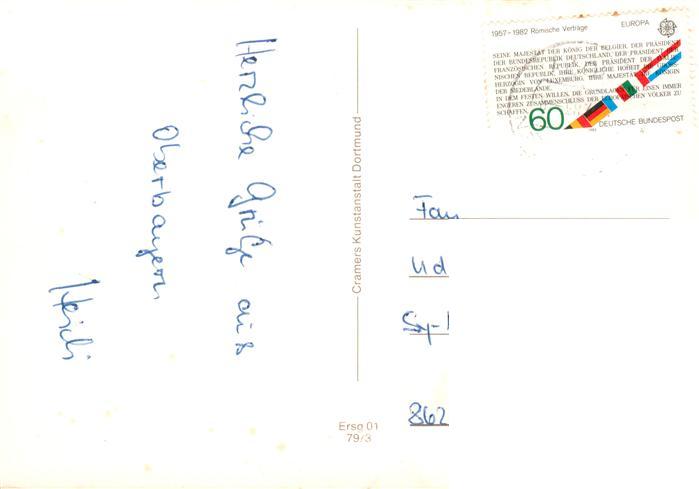 Herzliche Grüße aus
Oberbayern
Heidi
Cramers Kunstanstalt Dortmund
Erso 01
79/3
1957-1982 Römische Verträge
EUROPA
SEINE MAJESTÄT DER KÖNIG DER BELGIER, DER PRÄSIDENT
DER BUNDESREPUBLIK DEUTSCHLAND, DER PRÄSIDENT DER
FRANZÖSISCHEN REPUBLIK, DER PRÄSIDENT DER ITALIE-
NISCHEN REPUBLIK, IHRE KÖNIGLICHE HOHEIT DIE GROSS-
HERZOGIN VON LUXEMBURG, IHRE MAJESTÄT DIE KÖNIGIN
DER NIEDERLANDE,
IN DEM FESTEN WILLEN, DIE GRUNDLAGEN FÜR EINEN IMMER
ENGEREN ZUSAMMENSCHLUSS DER EUROPÄISCHEN VÖLKER ZU
SCHAFFEN,
60
DEUTSCHE BUNDESPOST
1982
Fam
Ud
862